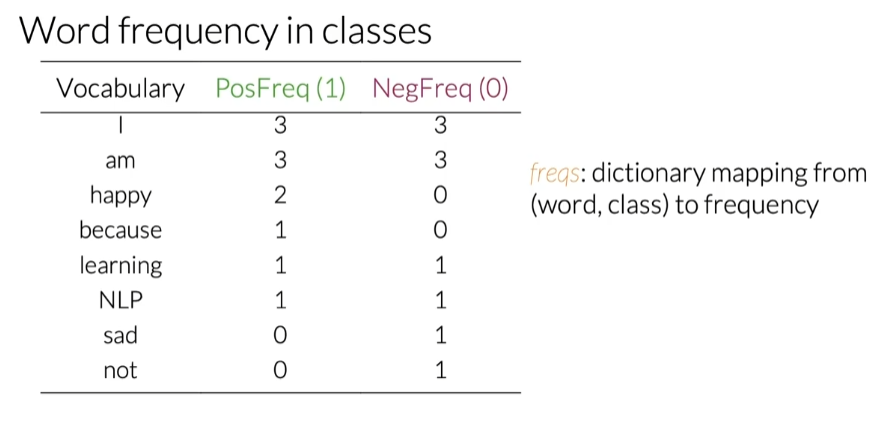 Word frequency in classes
Vocabulary PosFreq (1) NegFreq (0)
I 3 3
am 3 3
happy 2 0
because 1 0
learning 1 1
NLP 1 1
sad 0 1
not 0 1
freqs: dictionary mapping from
(word, class) to frequency